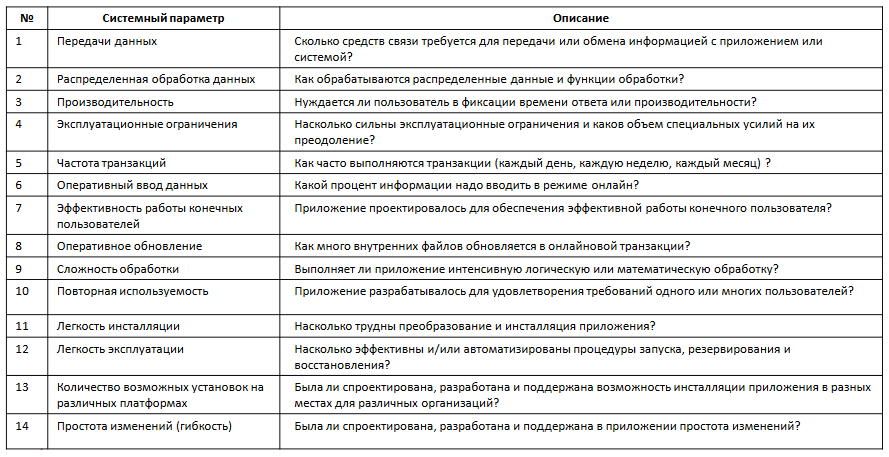 № Системный параметр Описание
1 Передачи данных Сколько средств связи требуется для передачи или обмена информацией с приложением или
системой?
2 Распределенная обработка данных Как обрабатываются распределенные данные и функции обработки?
3 Производительность Нуждается ли пользователь в фиксации времени ответа или производительности?
4 Эксплуатационные ограничения Насколько сильны эксплуатационные ограничения и каков объем специальных усилий на их
преодоление?
5 Частота транзакций Как часто выполняются транзакции (каждый день, каждую неделю, каждый месяц) ?
6 Оперативный ввод данных Какой процент информации надо вводить в режиме онлайн?
7 Эффективность работы конечных Приложение проектировалось для обеспечения эффективной работы конечного пользователя?
пользователей
8 Оперативное обновление Как много внутренних файлов обновляется в онлайновой транзакции?
9 Сложность обработки Выполняет ли приложение интенсивную логическую или математическую обработку?
10 Повторная используемость Приложение разрабатывалось для удовлетворения требований одного или многих пользователей?
11 Легкость инсталляции Насколько трудны преобразование и инсталляция приложения?
12 Легкость эксплуатации Насколько эффективны и/или автоматизированы процедуры запуска, резервирования и
восстановления?
13 Количество возможных установок на Была ли спроектирована, разработана и поддержана возможность инсталляции приложения в разных
различных платформах местах для различных организаций?
14 Простота изменений (гибкость) Была ли спроектирована, разработана и поддержана в приложении простота изменений?